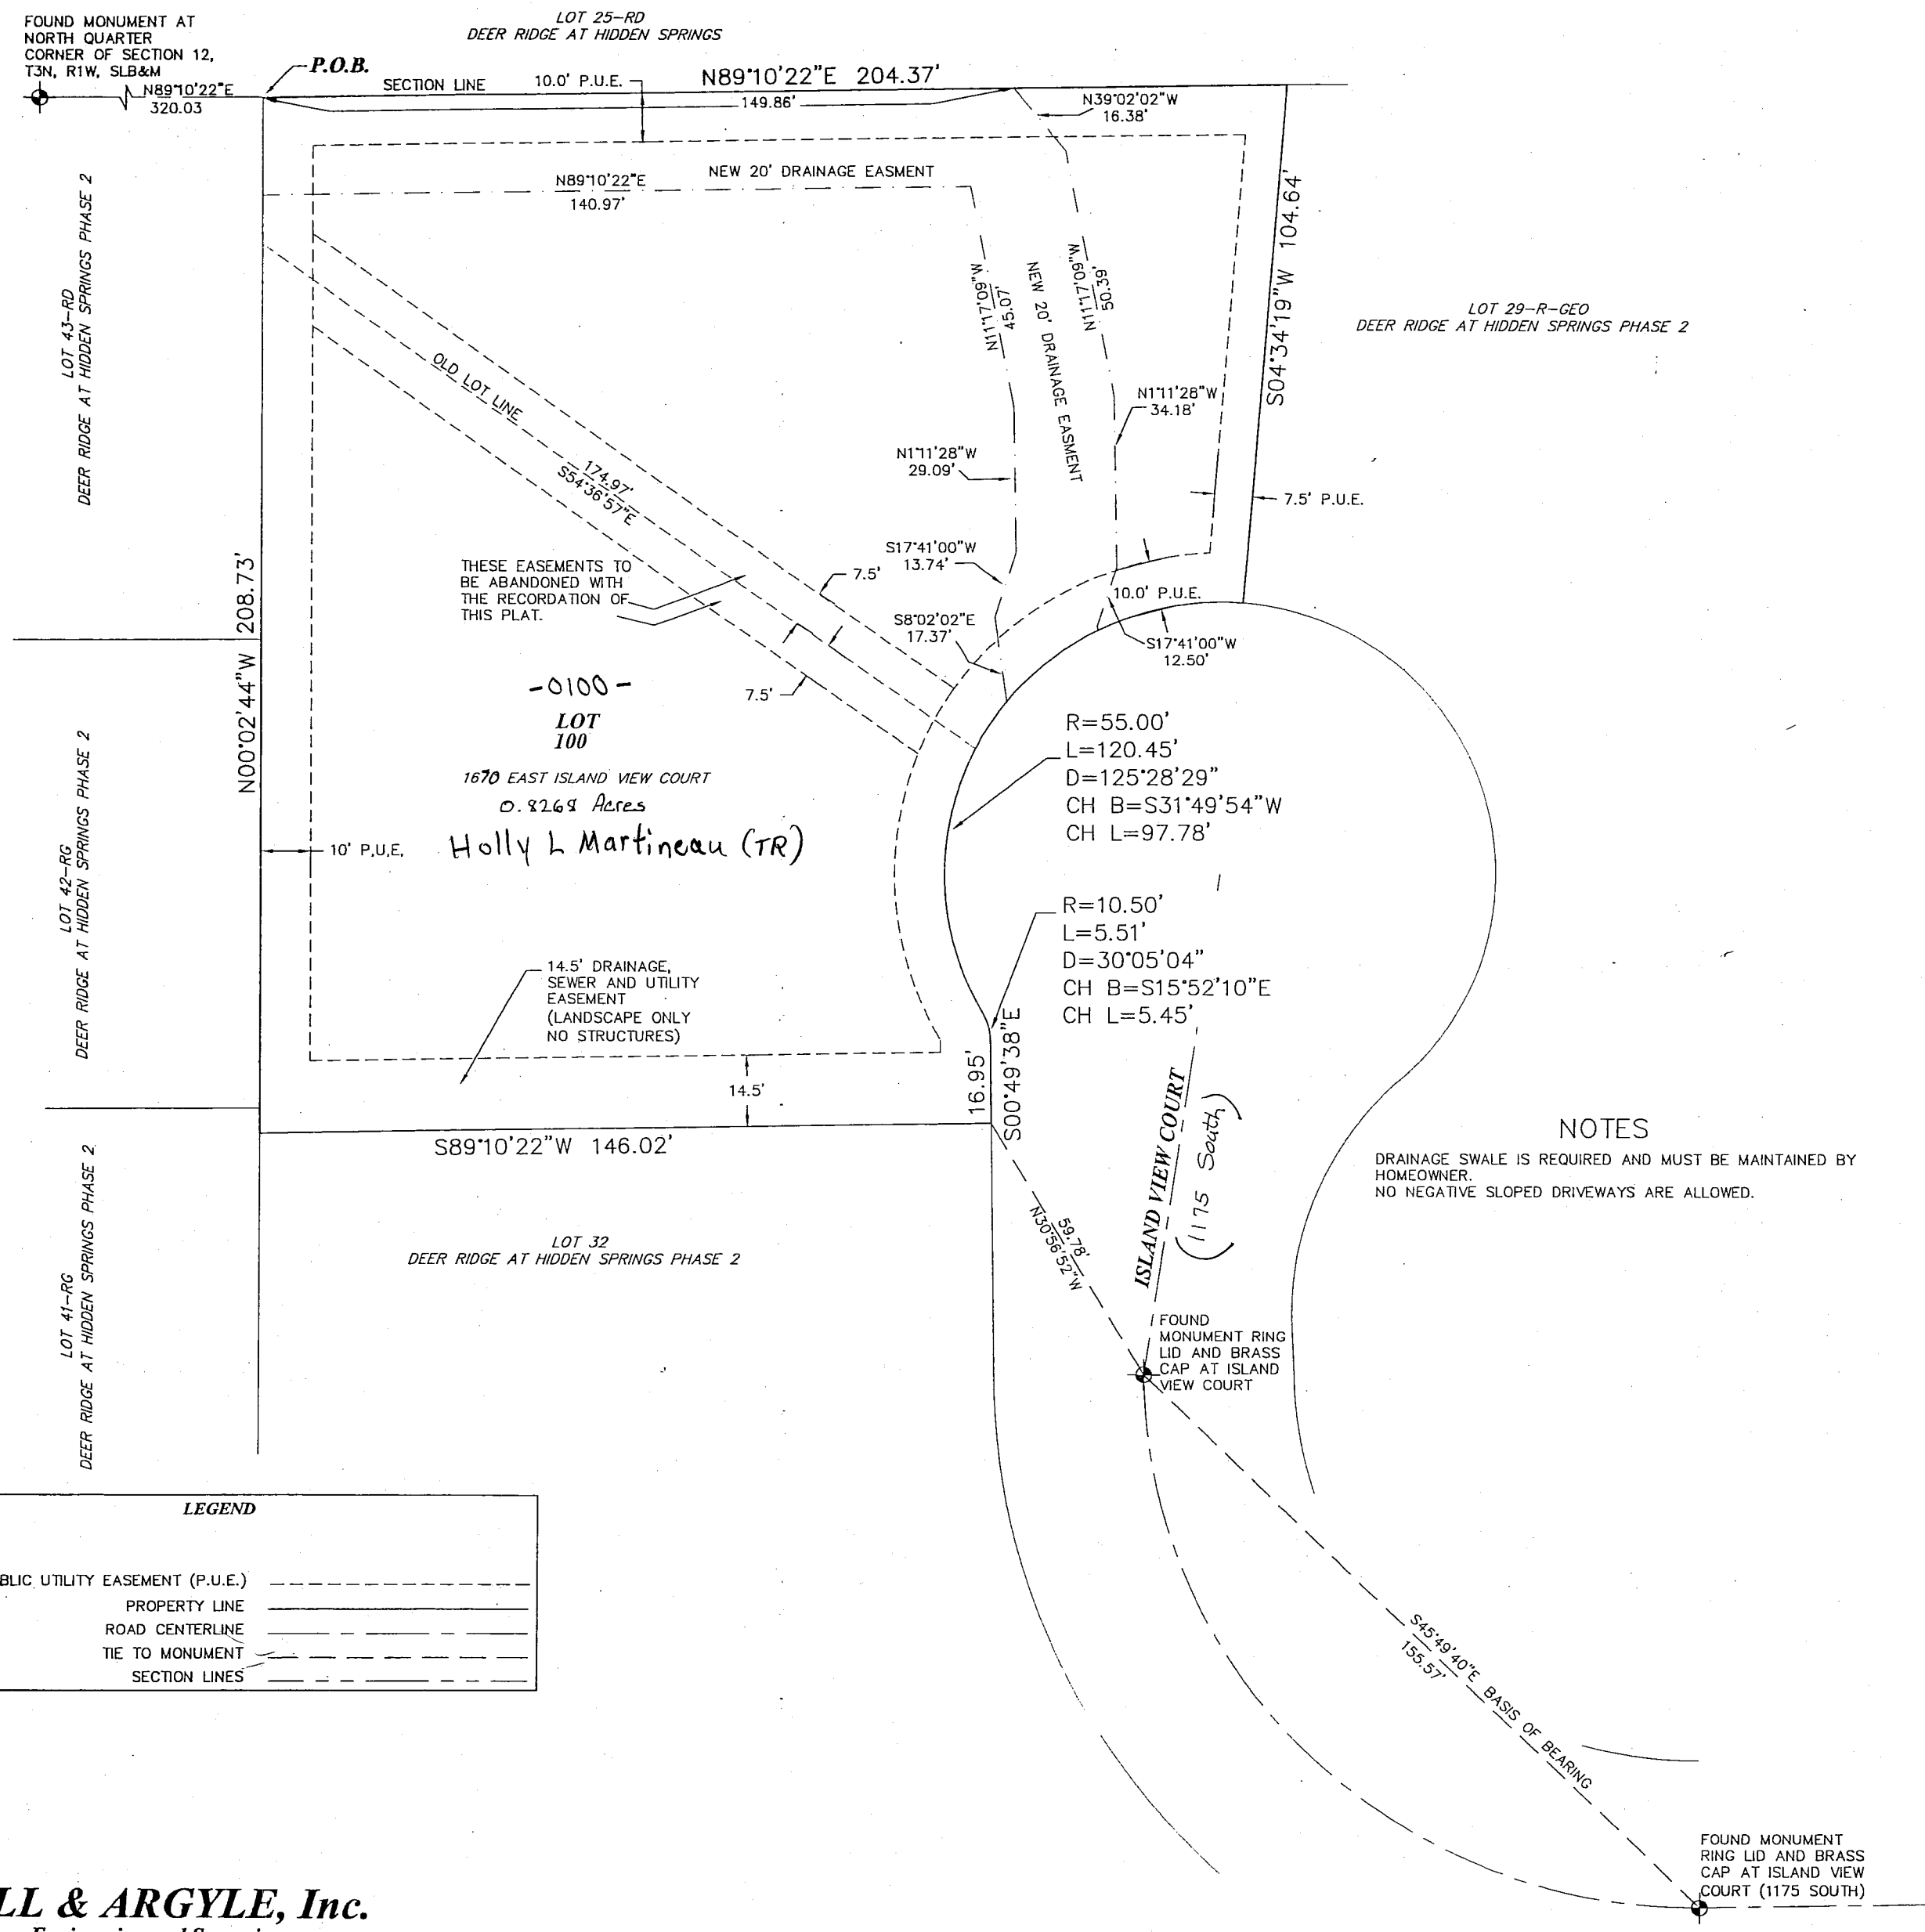 FOUND MONUMENT AT
NORTH QUARTER
CORNER OF SECTION 12,
T3N, R1W, SLB&M
N89°10'22"E
320.03
P.O.B.
LOT 25-RD
DEER RIDGE AT HIDDEN SPRINGS
SECTION LINE
10.0' P.U.E.
N89°10'22"E 204.37'
149.86'
N39°02'02"W
16.38'
N89°10'22"E
140.97'
NEW 20' DRAINAGE EASMENT
LOT 43-RD
DEER RIDGE AT HIDDEN SPRINGS PHASE 2
N11°17'09"W
45.07'
NEW 20' DRAINAGE EASMENT
N11°17'09"W
50.39'
S04°34'19"W 104.64'
LOT 29-R-GEO
DEER RIDGE AT HIDDEN SPRINGS PHASE 2
OLD LOT LINE
174.97'
S54°36'57"E
N1°11'28"W
34.18'
N1°11'28"W
29.09'
7.5' P.U.E.
S17°41'00"W
13.74'
THESE EASEMENTS TO
BE ABANDONED WITH
THE RECORDATION OF
THIS PLAT.
7.5'
10.0' P.U.E.
S8°02'02"E
17.37'
S17°41'00"W
12.50'
7.5'
N00°02'44"W 208.73'
-0100-
LOT
100
1670 EAST ISLAND VIEW COURT
0.8268 Acres
Holly L Martineau (TR)
10' P.U.E.
R=55.00'
L=120.45'
D=125°28'29"
CH B=S31°49'54"W
CH L=97.78'
R=10.50'
L=5.51'
D=30°05'04"
CH B=S15°52'10"E
CH L=5.45'
LOT 42-RG
DEER RIDGE AT HIDDEN SPRINGS PHASE 2
14.5' DRAINAGE,
SEWER AND UTILITY
EASEMENT
(LANDSCAPE ONLY
NO STRUCTURES)
14.5'
16.95'
S00°49'38"E
S89°10'22"W 146.02'
ISLAND VIEW COURT
(1175 South)
NOTES
DRAINAGE SWALE IS REQUIRED AND MUST BE MAINTAINED BY
HOMEOWNER.
NO NEGATIVE SLOPED DRIVEWAYS ARE ALLOWED.
LOT 32
DEER RIDGE AT HIDDEN SPRINGS PHASE 2
59.78'
N30°56'52"W
LOT 41-RG
DEER RIDGE AT HIDDEN SPRINGS PHASE 2
FOUND
MONUMENT RING
LID AND BRASS
CAP AT ISLAND
VIEW COURT
LEGEND
BLIC UTILITY EASEMENT (P.U.E.)
PROPERTY LINE
ROAD CENTERLINE
TIE TO MONUMENT
SECTION LINES
S45°49'40"E BASIS OF BEARING
155.57'
FOUND MONUMENT
RING LID AND BRASS
CAP AT ISLAND VIEW
COURT (1175 SOUTH)
LL & ARGYLE, Inc.